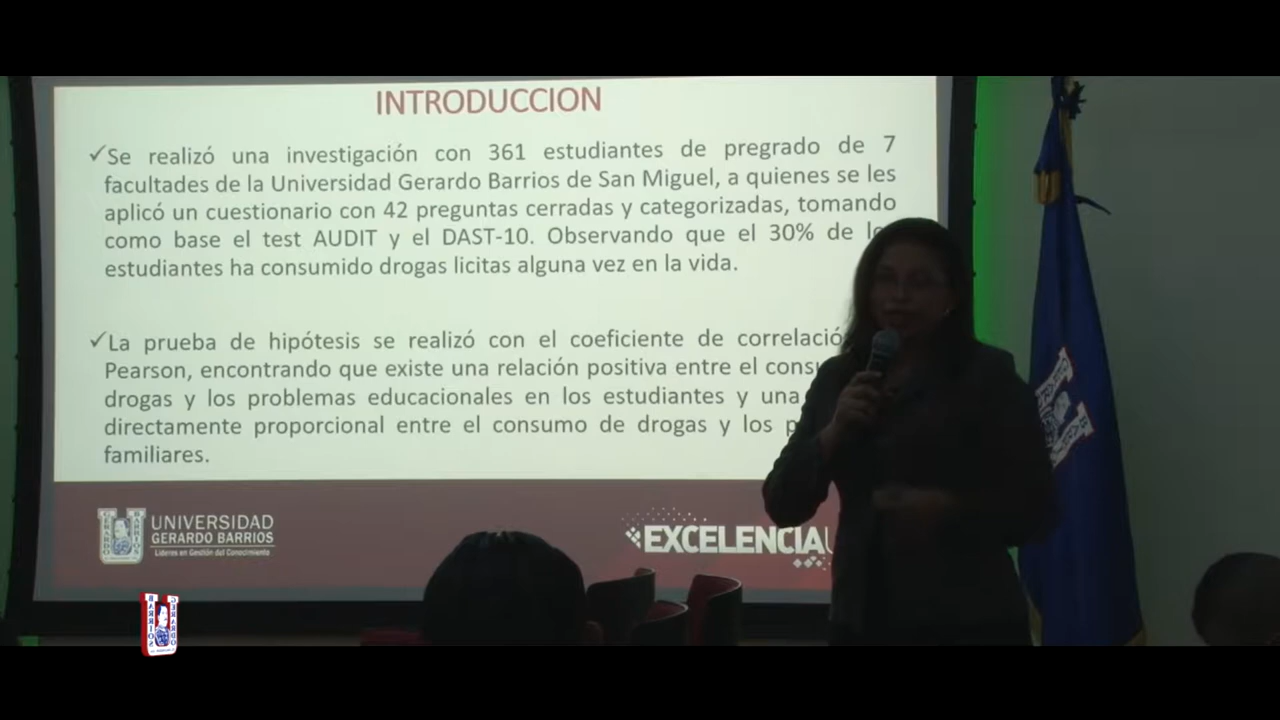 INTRODUCCION
✓Se realizó una investigación con 361 estudiantes de pregrado de 7
facultades de la Universidad Gerardo Barrios de San Miguel, a quienes se les
aplicó un cuestionario con 42 preguntas cerradas y categorizadas, tomando
como base el test AUDIT y el DAST-10. Observando que el 30% de
estudiantes ha consumido drogas licitas alguna vez en la vida.
✓La prueba de hipótesis se realizó con el coeficiente de
Pearson, encontrando que existe una relación positiva entre el
drogas y los problemas educacionales en los estudiantes y una
directamente proporcional entre el consumo de drogas y los
familiares.
UNIVERSIDAD
GERARDO BARRIOS
Líderes en Gestión del Conocimiento
EXCELENCIA